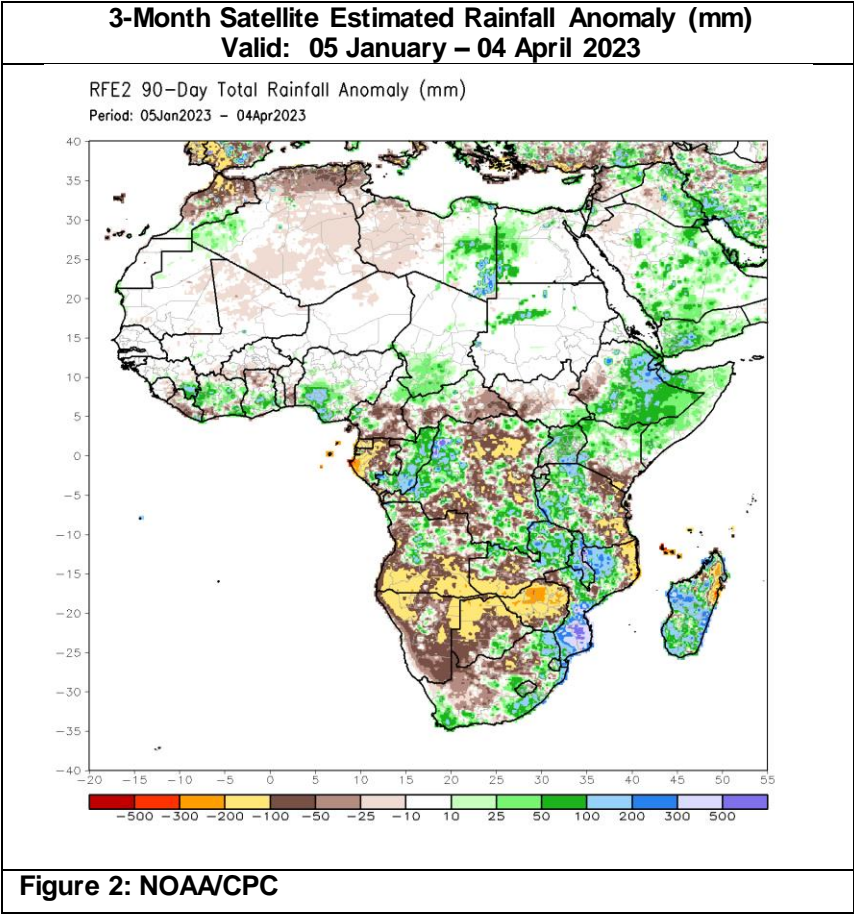 3-Month Satellite Estimated Rainfall Anomaly (mm)
Valid: 05 January – 04 April 2023
RFE2 90-Day Total Rainfall Anomaly (mm)
Period: 05Jan2023 – 04Apr2023
40
35
30
25
20
15
10
5
0
−5
−10
−15
−20
−25
−30
−35
−40
−20 −15 −10 −5 0 5 10 15 20 25 30 35 40 45 50 55
−500 −300 −200 −100 −50 −25 −10 10 25 50 100 200 300 500
Figure 2: NOAA/CPC